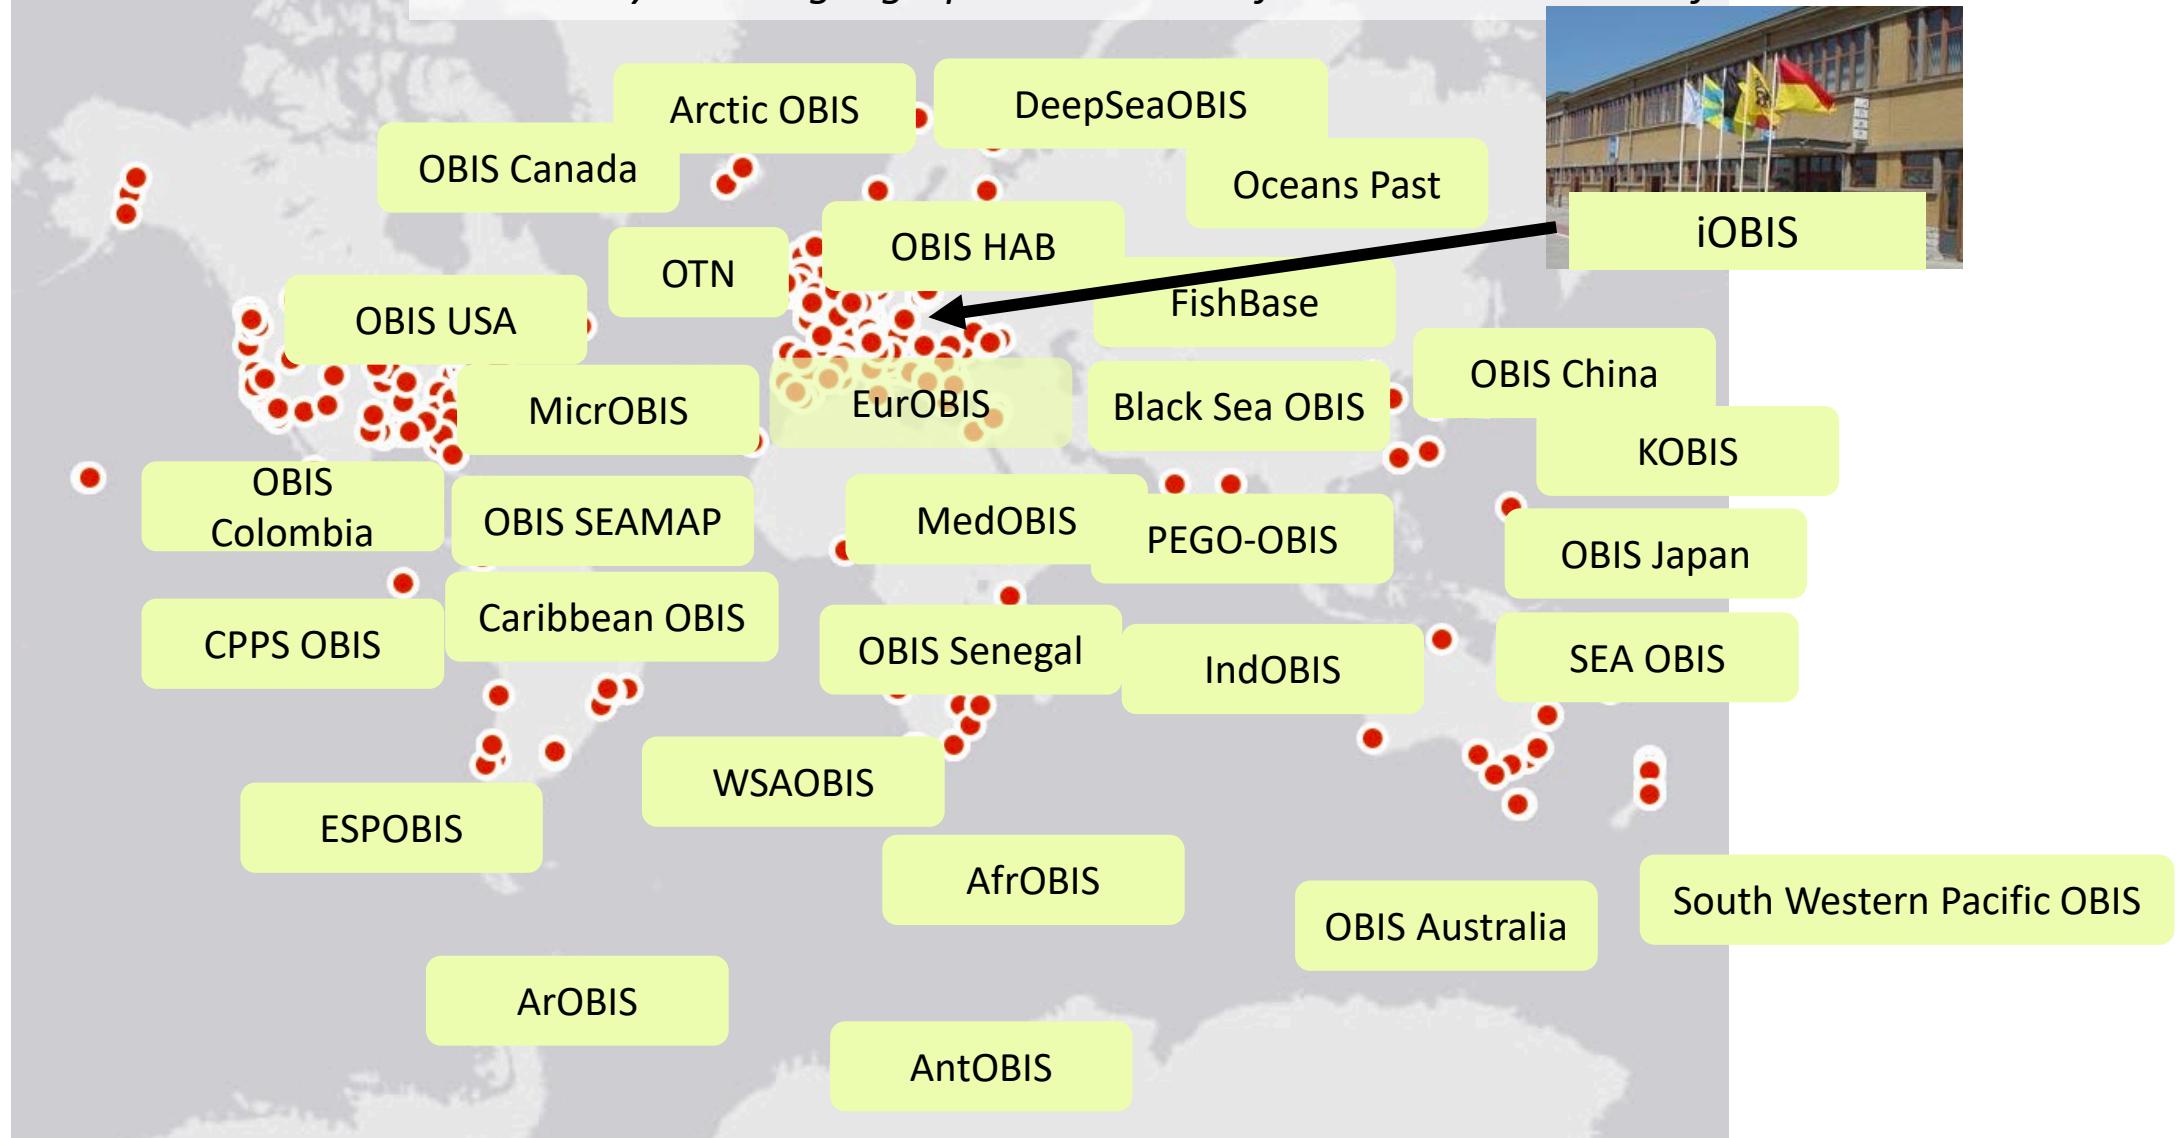 Arctic OBIS
DeepSeaOBIS
OBIS Canada
Oceans Past
iOBIS
OBIS HAB
OTN
FishBase
OBIS USA
OBIS China
MicrOBIS
EurOBIS
Black Sea OBIS
KOBIS
OBIS
Colombia
OBIS SEAMAP
MedOBIS
PEGO-OBIS
OBIS Japan
CPPS OBIS
Caribbean OBIS
OBIS Senegal
IndOBIS
SEA OBIS
WSAOBIS
ESPOBIS
AfrOBIS
OBIS Australia
South Western Pacific OBIS
ArOBIS
AntOBIS